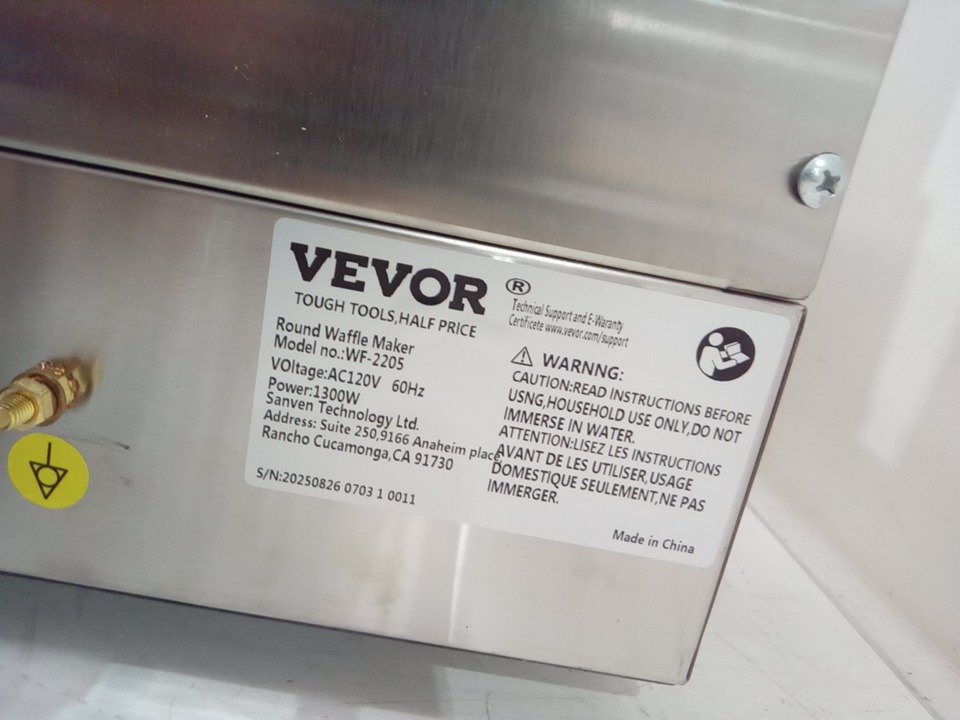 VEVOR®
TOUGH TOOLS,HALF PRICE
Round Waffle Maker
Model no.:WF-2205
VOltage:AC120V 60Hz
Power:1300W
Sanven Technology Ltd.
Address: Suite 250,9166 Anaheim place
Rancho Cucamonga,CA 91730
S/N:20250826 0703 1 0011
Technical Support and E-Waranty
Certificete www.vevor.com/support
WARNNG:
CAUTION:READ INSTRUCTIONS BEFORE
USNG,HOUSEHOLD USE ONLY,DO NOT
IMMERSE IN WATER.
ATTENTION:LISEZ LES INSTRUCTIONS
AVANT DE LES UTILISER,USAGE
DOMESTIQUE SEULEMENT,NE PAS
IMMERGER.
Made in China